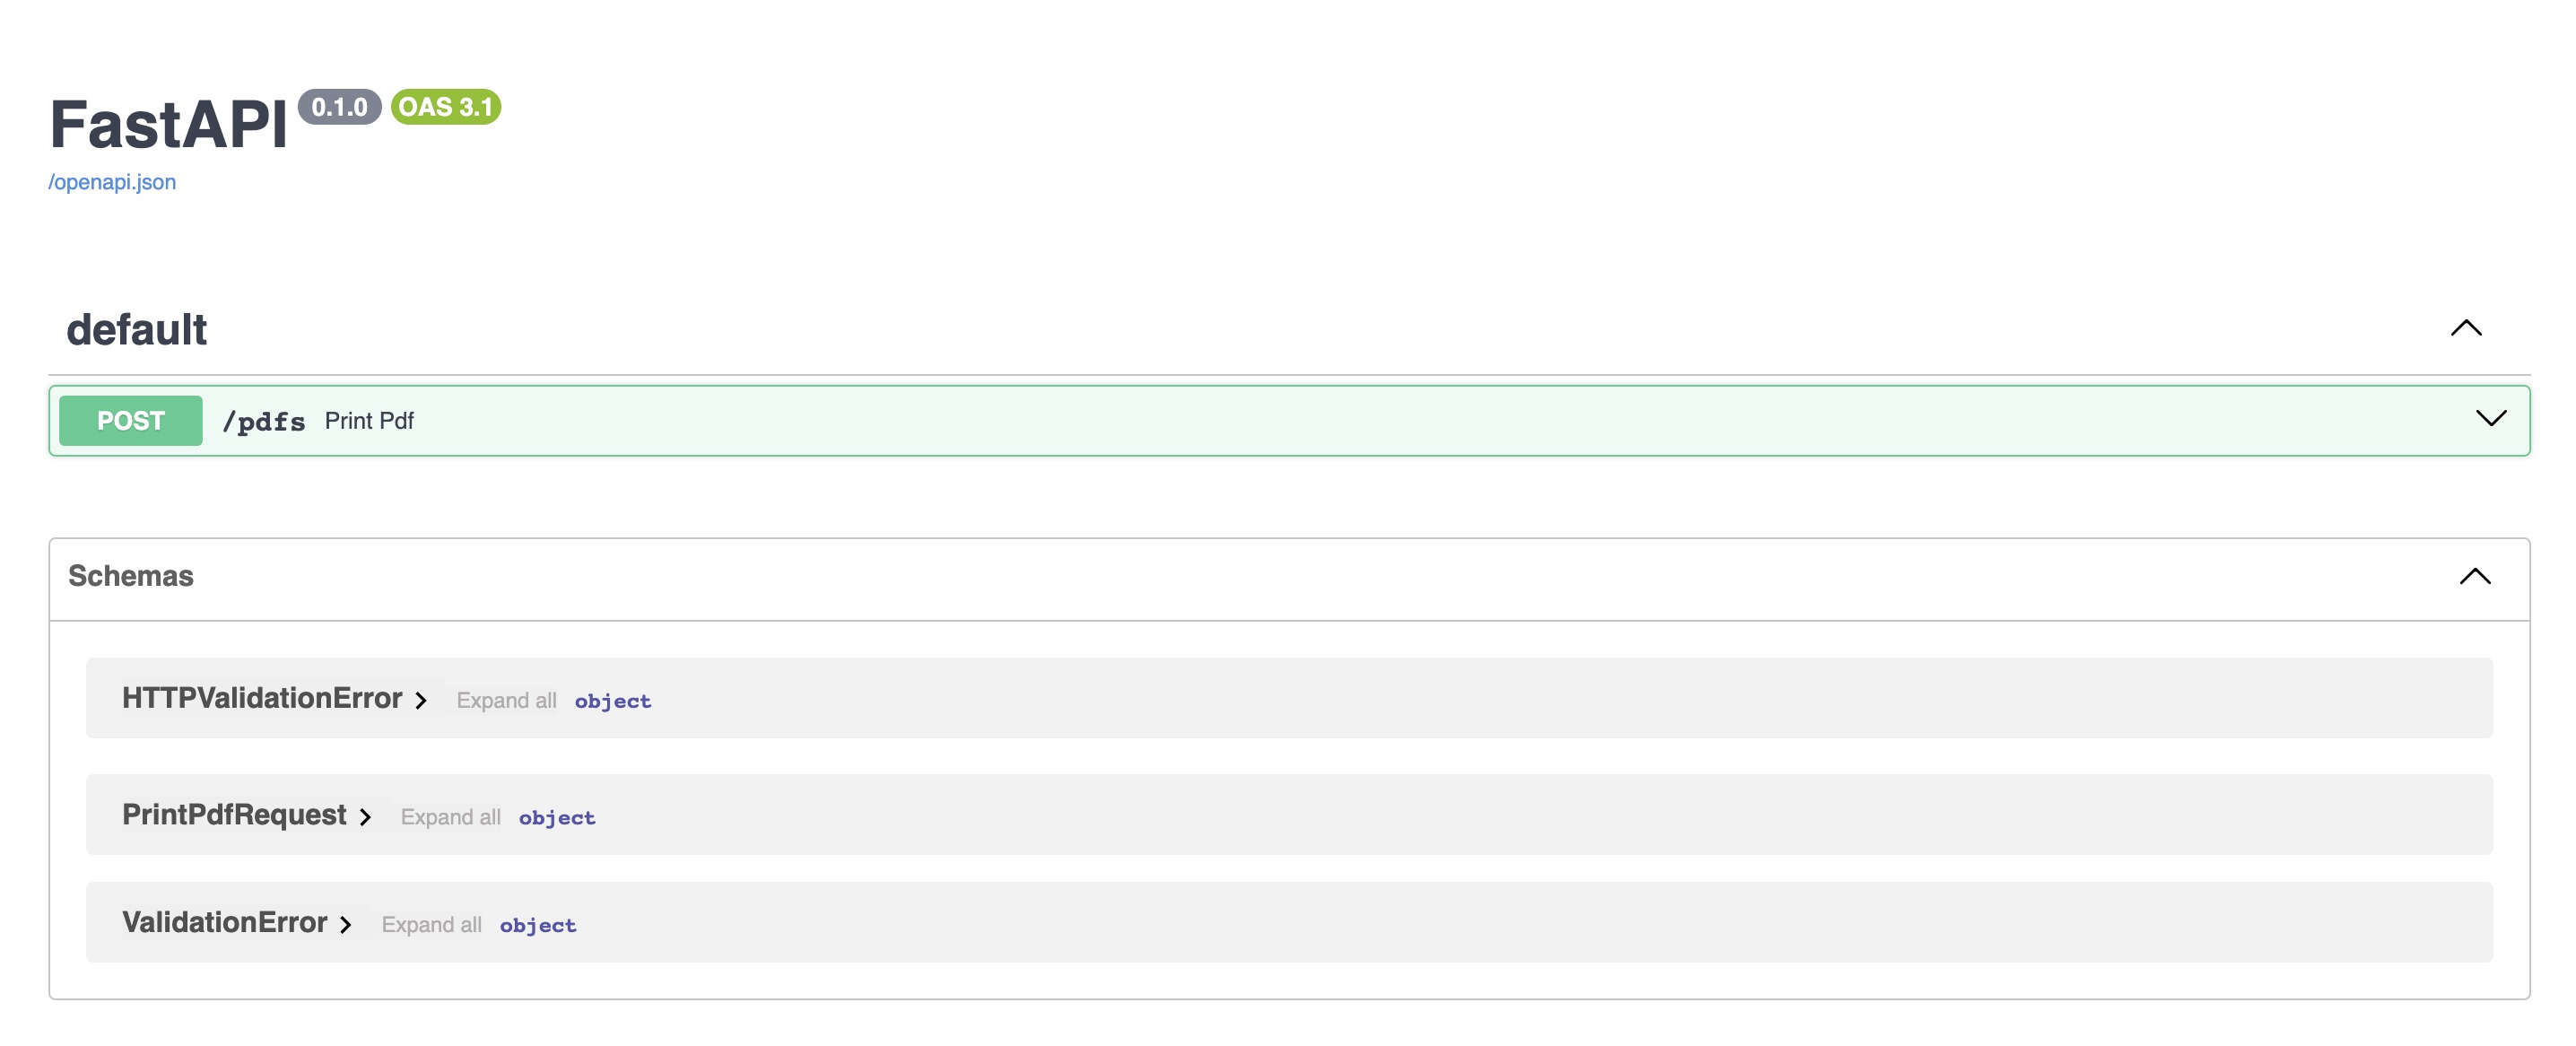 FastAPI 0.1.0 OAS 3.1
/openapi.json
default
POST /pdfs Print Pdf
Schemas
HTTPValidationError Expand all object
PrintPdfRequest Expand all object
ValidationError Expand all object